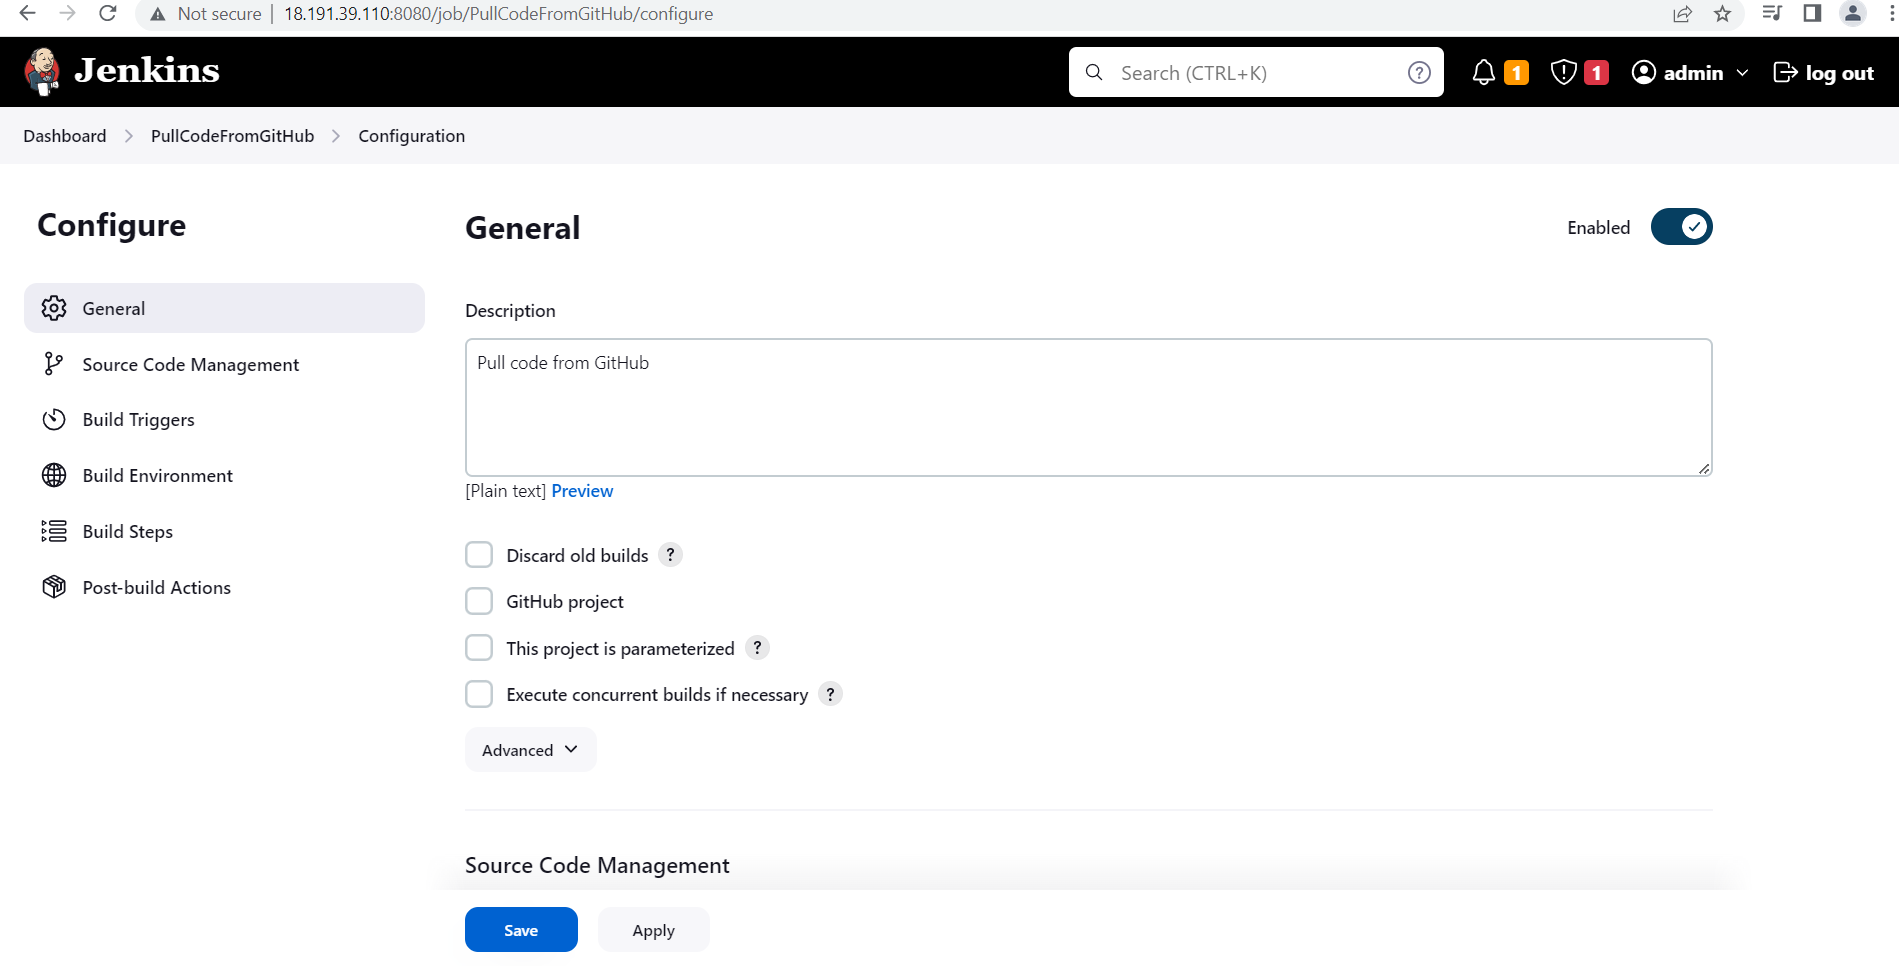 Not secure | 18.191.39.110:8080/job/PullCodeFromGitHub/configure
Jenkins
Search (CTRL+K)
?
1
1
admin
log out
Dashboard > PullCodeFromGitHub > Configuration
Configure
General
Source Code Management
Build Triggers
Build Environment
Build Steps
Post-build Actions
General
Enabled
Description
Pull code from GitHub
[Plain text] Preview
Discard old builds ?
GitHub project
This project is parameterized ?
Execute concurrent builds if necessary ?
Advanced
Source Code Management
Save
Apply